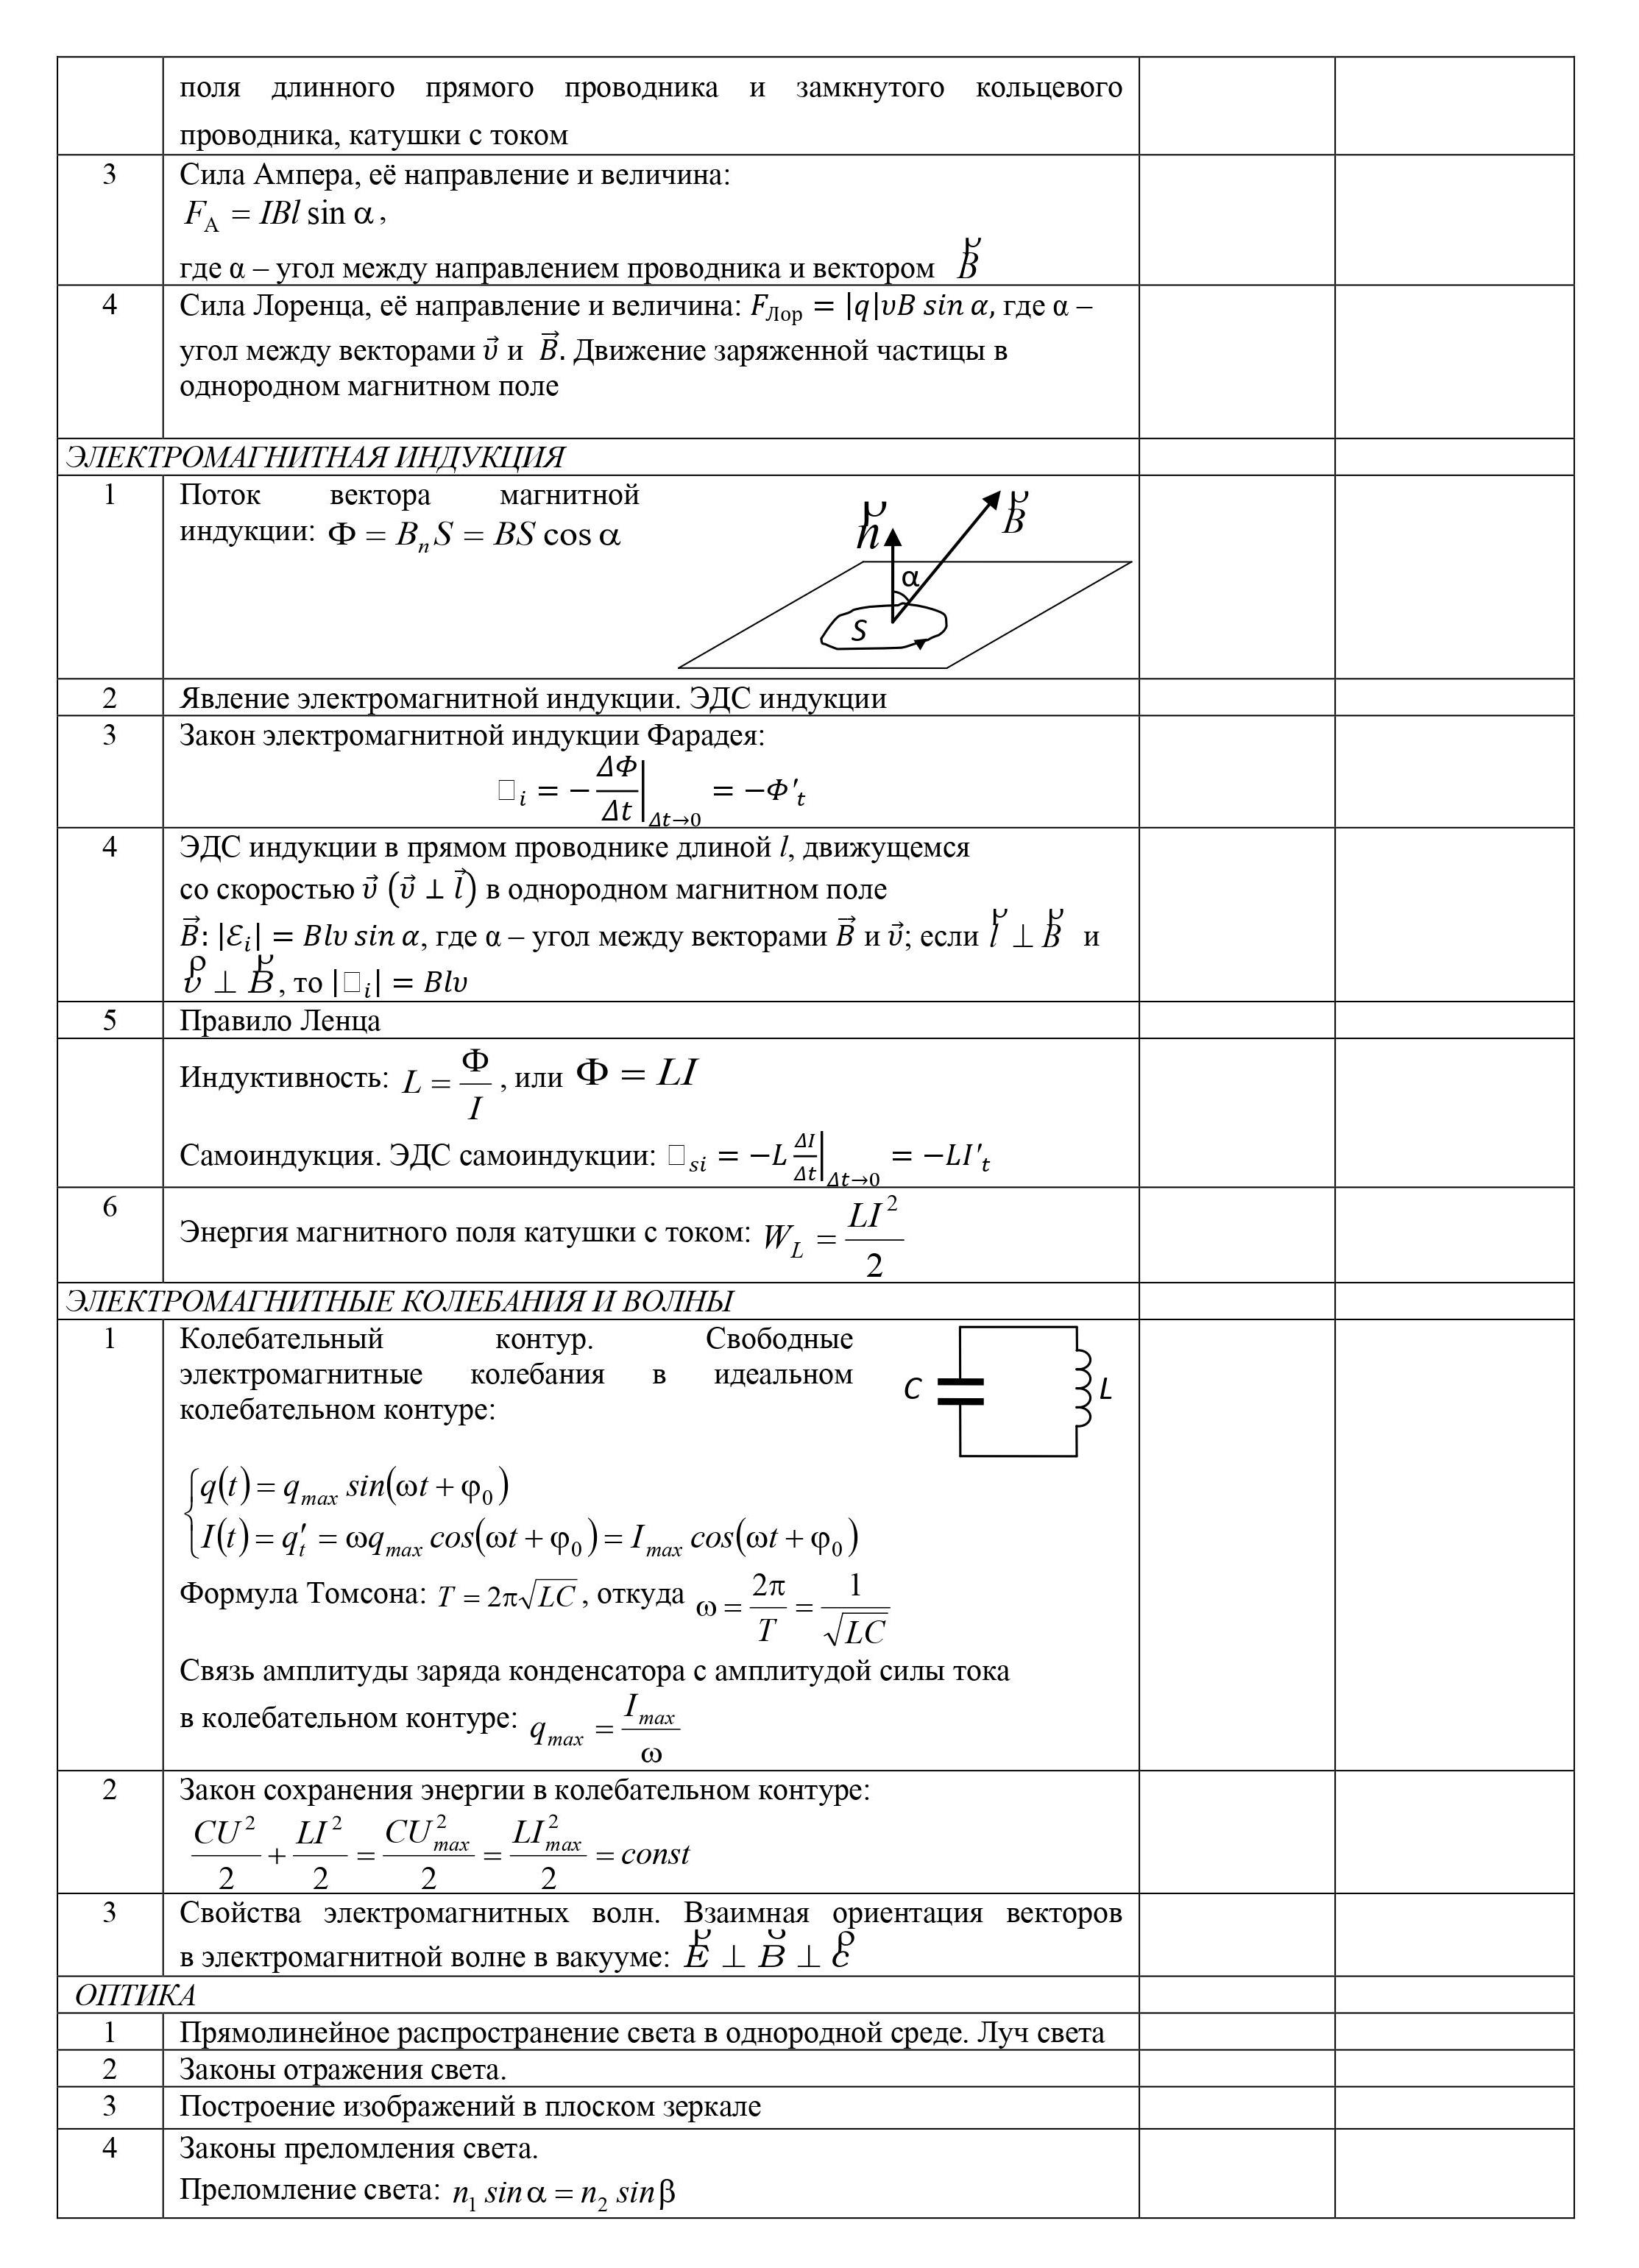 поля длинного прямого проводника и замкнутого кольцевого
проводника, катушки с током
3 Сила Ампера, её направление и величина:
F_А = IBl sin α,
где α – угол между направлением проводника и вектором B
4 Сила Лоренца, её направление и величина: F_Лор = |q|υB sin α, где α –
угол между векторами υ⃗ и B⃗. Движение заряженной частицы в
однородном магнитном поле
ЭЛЕКТРОМАГНИТНАЯ ИНДУКЦИЯ
1 Поток вектора магнитной
индукции: Φ = B_n S = BS cos α
n B
α
S
2 Явление электромагнитной индукции. ЭДС индукции
3 Закон электромагнитной индукции Фарадея:
□_i = −ΔΦ/Δt|_Δt→0 = −Φ′_t
4 ЭДС индукции в прямом проводнике длиной l, движущемся
со скоростью υ⃗ (υ⃗ ⊥ l⃗) в однородном магнитном поле
B⃗: |ℰ_i| = Blυ sin α, где α – угол между векторами B⃗ и υ⃗; если l ⊥ B и
υ ⊥ B, то |□_i| = Blυ
5 Правило Ленца
Индуктивность: L = Φ/I, или Φ = LI
Самоиндукция. ЭДС самоиндукции: □_si = −L ΔI/Δt|_Δt→0 = −LI′_t
6 Энергия магнитного поля катушки с током: W_L = LI²/2
ЭЛЕКТРОМАГНИТНЫЕ КОЛЕБАНИЯ И ВОЛНЫ
1 Колебательный контур. Свободные
электромагнитные колебания в идеальном
колебательном контуре:
C L
q(t) = q_max sin(ωt + φ₀)
I(t) = q′_t = ωq_max cos(ωt + φ₀) = I_max cos(ωt + φ₀)
Формула Томсона: T = 2π√LC, откуда ω = 2π/T = 1/√LC
Связь амплитуды заряда конденсатора с амплитудой силы тока
в колебательном контуре: q_max = I_max/ω
2 Закон сохранения энергии в колебательном контуре:
CU²/2 + LI²/2 = CU²_max/2 = LI²_max/2 = const
3 Свойства электромагнитных волн. Взаимная ориентация векторов
в электромагнитной волне в вакууме: E ⊥ B ⊥ c
ОПТИКА
1 Прямолинейное распространение света в однородной среде. Луч света
2 Законы отражения света.
3 Построение изображений в плоском зеркале
4 Законы преломления света.
Преломление света: n₁ sin α = n₂ sin β